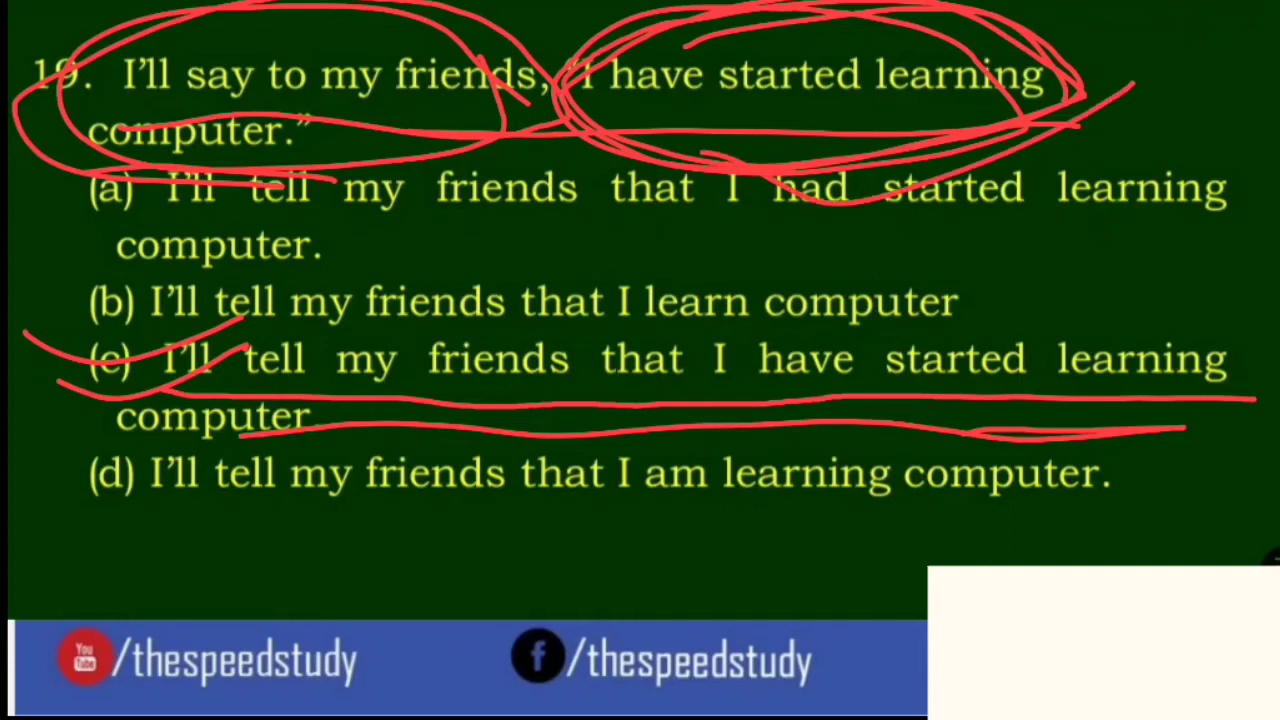 19. I'll say to my friends, "I have started learning
computer."
(a) I'll tell my friends that I had started learning
computer.
(b) I'll tell my friends that I learn computer
(c) I'll tell my friends that I have started learning
computer
(d) I'll tell my friends that I am learning computer.
You Tube /thespeedstudy f /thespeedstudy